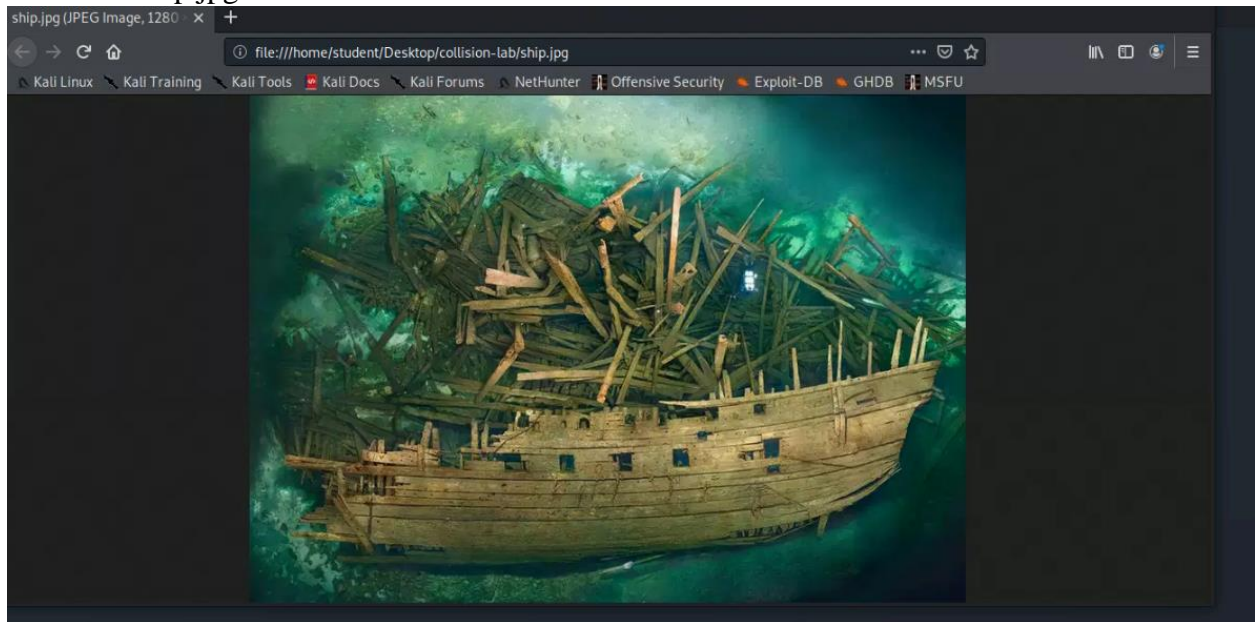 ship.jpg (JPEG Image, 1280
file:///home/student/Desktop/collision-lab/ship.jpg
Kali Linux Kali Training Kali Tools Kali Docs Kali Forums NetHunter Offensive Security Exploit-DB GHDB MSFU